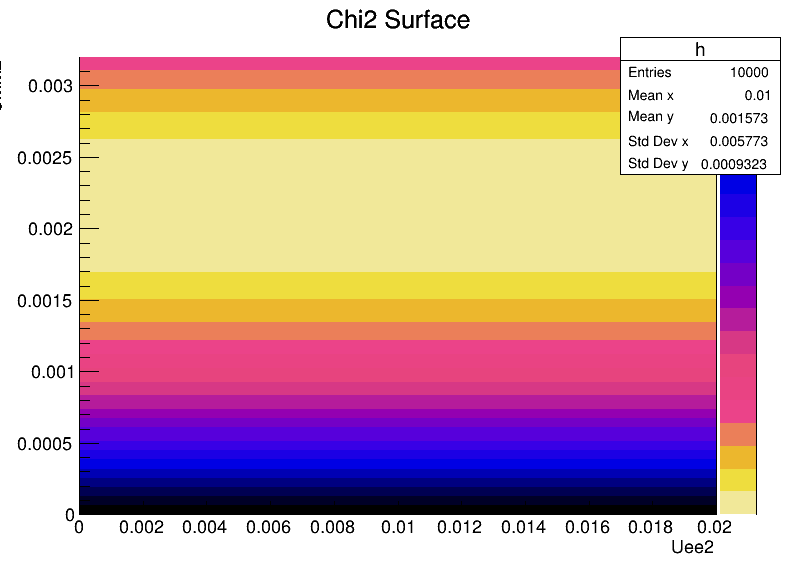 Chi2 Surface
h
Entries 10000
Mean x 0.01
Mean y 0.001573
Std Dev x 0.005773
Std Dev y 0.0009323
0.003
0.0025
0.002
0.0015
0.001
0.0005
0
0 0.002 0.004 0.006 0.008 0.01 0.012 0.014 0.016 0.018 0.02
Uee2